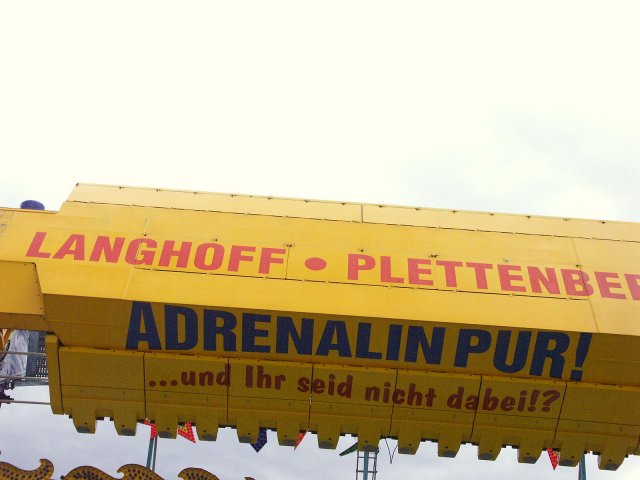 LANGHOFF • PLETTENBER
ADRENALIN PUR!
...und Ihr seid nicht dabei!?